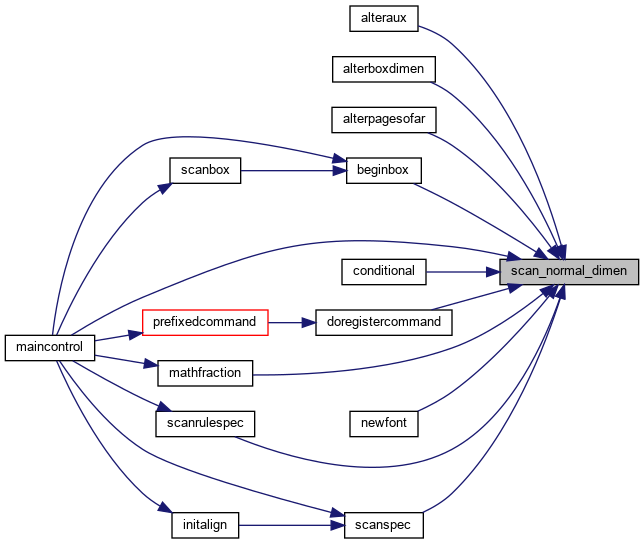 alteraux
alterboxdimen
alterpagesofar
scanbox
beginbox
conditional
scan_normal_dimen
prefixedcommand
doregistercommand
maincontrol
mathfraction
scanrulespec
newfont
initalign
scanspec